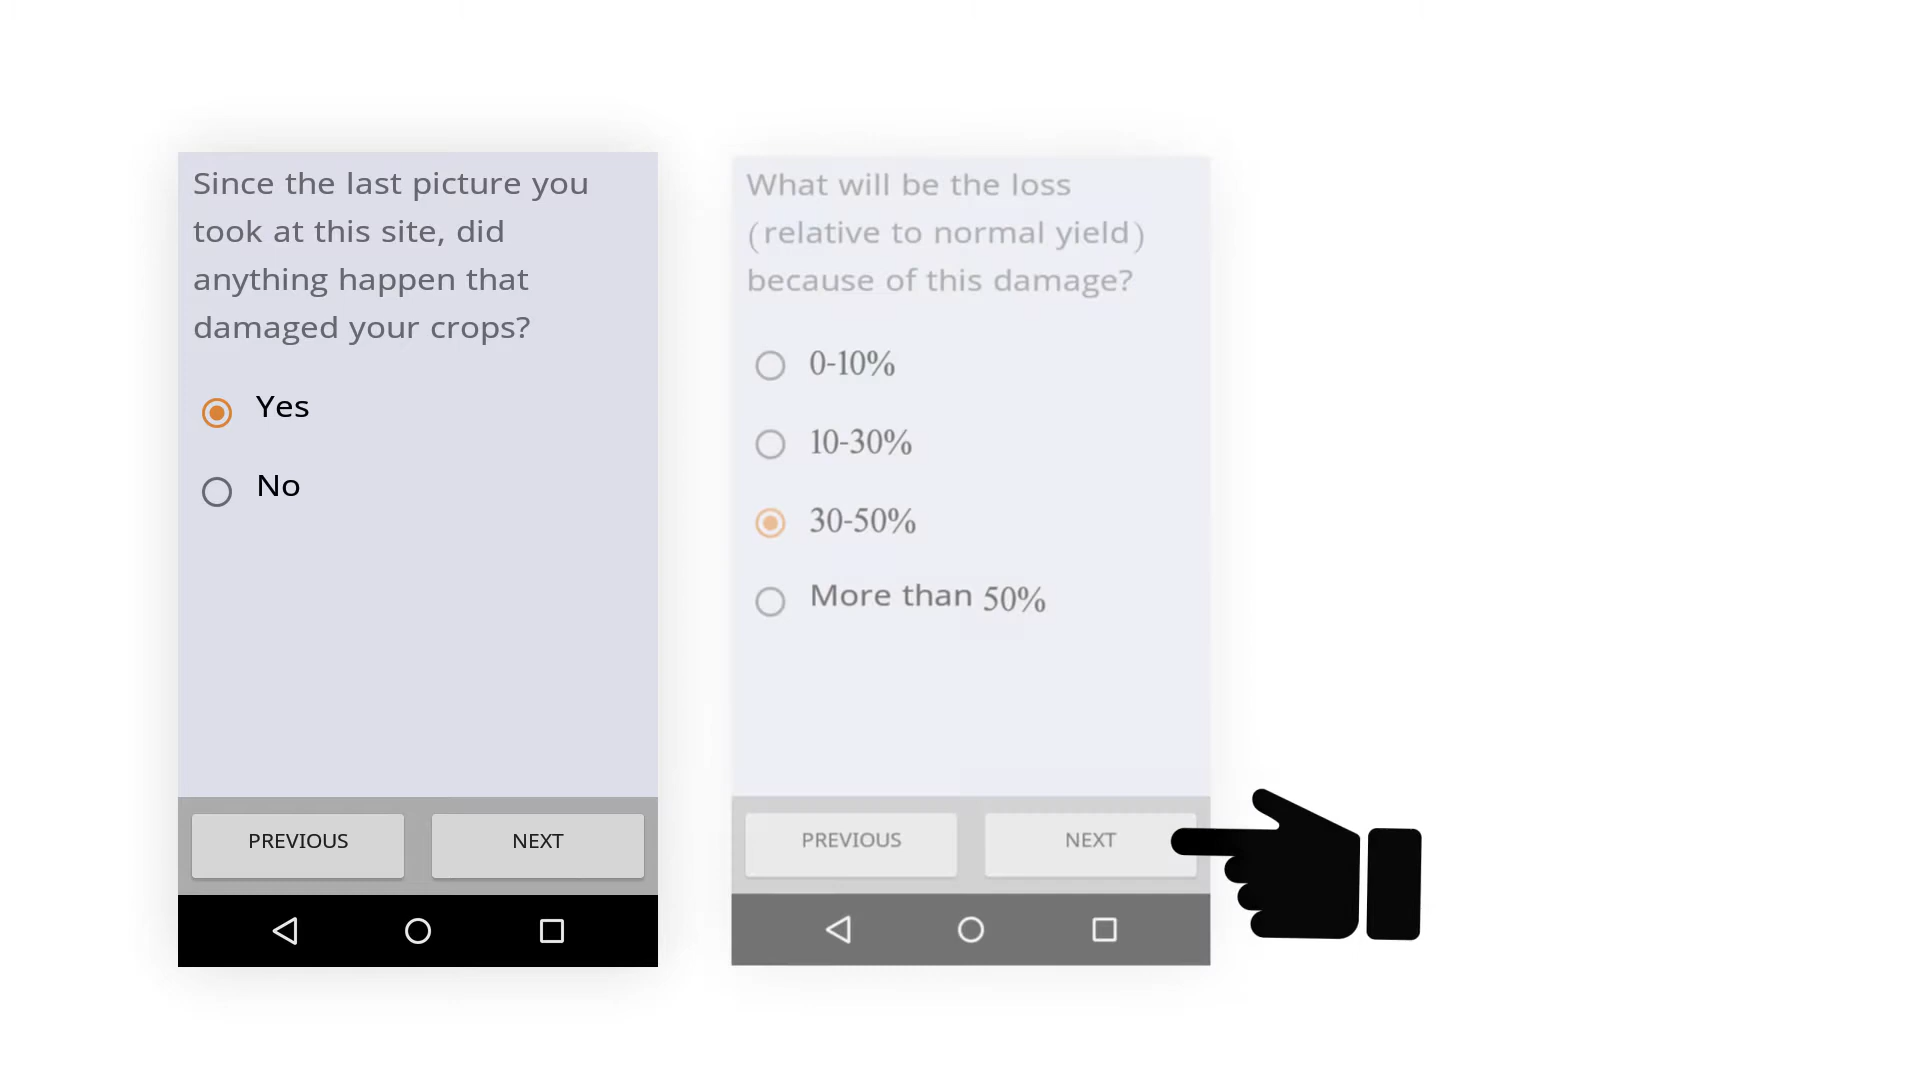 Since the last picture you
took at this site, did
anything happen that
damaged your crops?
Yes
No
PREVIOUS
NEXT
What will be the loss
(relative to normal yield)
because of this damage?
0-10%
10-30%
30-50%
More than 50%
PREVIOUS
NEXT